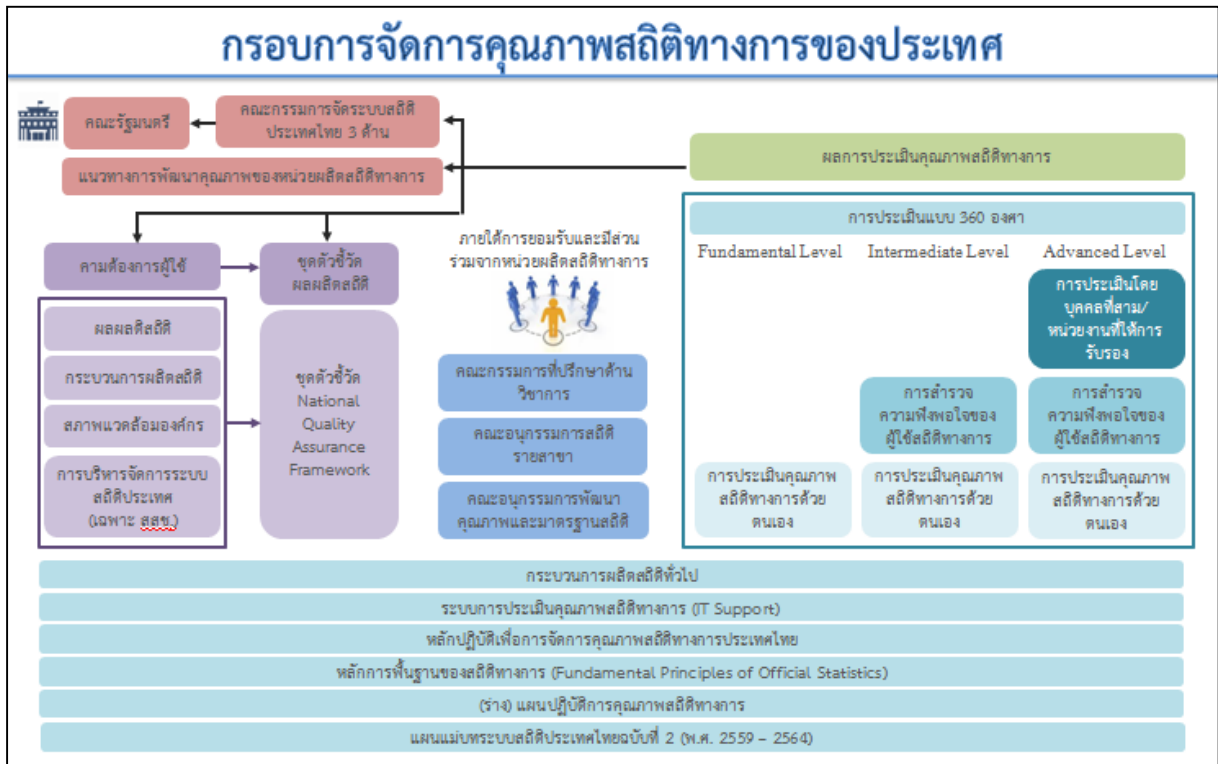 กรอบการจัดการคุณภาพสถิติทางการของประเทศ
คณะรัฐมนตรี
คณะกรรมการจัดระบบสถิติ
ประเทศไทย 3 ด้าน
แนวทางการพัฒนาคุณภาพของหน่วยผลิตสถิติทางการ
ผลการประเมินคุณภาพสถิติทางการ
คามต้องการผู้ใช้
ชุดตัวชี้วัด
ผลผลิตสถิติ
ผลผลติสถิติ
กระบวนการผลิตสถิติ
สภาพแวดล้อมองค์กร
การบริหารจัดการระบบ
สถิติประเทศ
(เฉพาะ สสช.)
ชุดตัวชี้วัด
National
Quality
Assurance
Framework
ภายใต้การยอมรับและมีส่วน
ร่วมจากหน่วยผลิตสถิติทางการ
คณะกรรมการที่ปรึกษาด้าน
วิชาการ
คณะอนุกรรมการสถิติ
รายสาขา
คณะอนุกรรมการพัฒนา
คุณภาพและมาตรฐานสถิติ
การประเมินแบบ 360 องศา
Fundamental Level
Intermediate Level
Advanced Level
การประเมินโดย
บุคคลที่สาม/
หน่วยงานที่ให้การ
รับรอง
การสำรวจ
ความพึงพอใจของ
ผู้ใช้สถิติทางการ
การสำรวจ
ความพึงพอใจของ
ผู้ใช้สถิติทางการ
การประเมินคุณภาพ
สถิติทางการด้วย
ตนเอง
การประเมินคุณภาพ
สถิติทางการด้วย
ตนเอง
การประเมินคุณภาพ
สถิติทางการด้วย
ตนเอง
กระบวนการผลิตสถิติทั่วไป
ระบบการประเมินคุณภาพสถิติทางการ (IT Support)
หลักปฏิบัติเพื่อการจัดการคุณภาพสถิติทางการประเทศไทย
หลักการพื้นฐานของสถิติทางการ (Fundamental Principles of Official Statistics)
(ร่าง) แผนปฏิบัติการคุณภาพสถิติทางการ
แผนแม่บทระบบสถิติประเทศไทยฉบับที่ 2 (พ.ศ. 2559 – 2564)